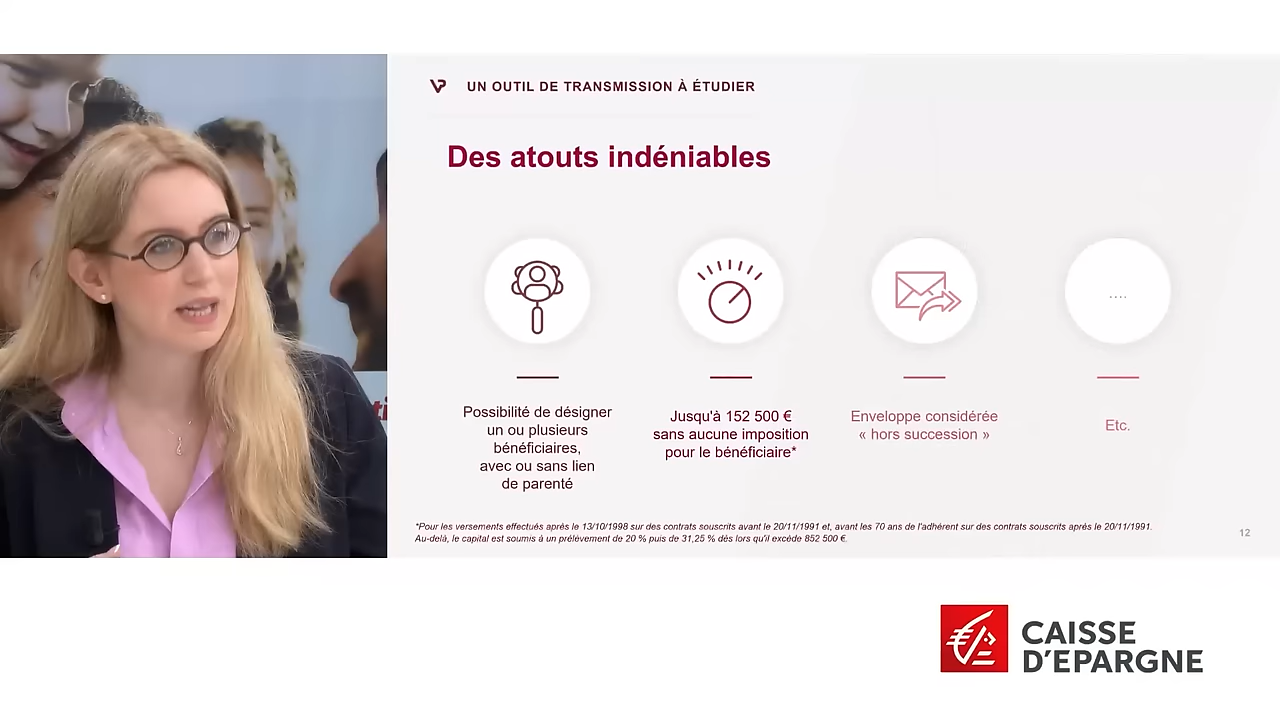 UN OUTIL DE TRANSMISSION À ÉTUDIER
Des atouts indéniables
Possibilité de désigner
un ou plusieurs
bénéficiaires,
avec ou sans lien
de parenté
Jusqu'à 152 500 €
sans aucune imposition
pour le bénéficiaire*
Enveloppe considérée
« hors succession »
....
Etc.
*Pour les versements effectués après le 13/10/1998 sur des contrats souscrits avant le 20/11/1991 et, avant les 70 ans de l'adhérent sur des contrats souscrits après le 20/11/1991.
Au-delà, le capital est soumis à un prélèvement de 20 % puis de 31,25 % dès lors qu'il excède 852 500 €.
12
CAISSE
D'EPARGNE